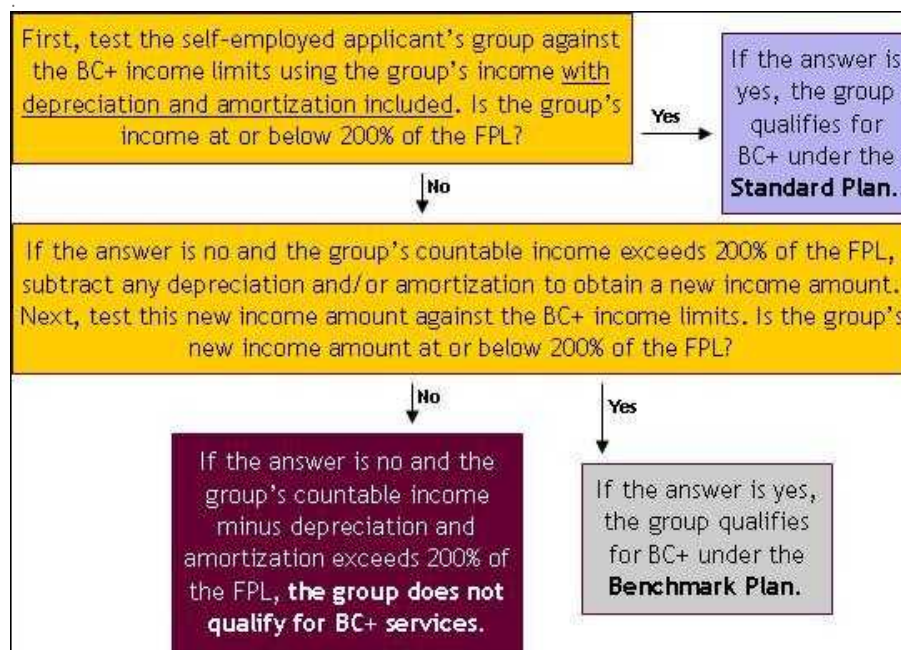 First, test the self-employed applicant's group against
the BC+ income limits using the group's income with
depreciation and amortization included. Is the group's
income at or below 200% of the FPL?
Yes
If the answer is
yes, the group
qualifies for
BC+ under the
Standard Plan.
No
If the answer is no and the group's countable income exceeds 200% of the FPL,
subtract any depreciation and/or amortization to obtain a new income amount.
Next, test this new income amount against the BC+ income limits. Is the group's
new income amount at or below 200% of the FPL?
No
Yes
If the answer is no and the
group's countable income
minus depreciation and
amortization exceeds 200% of
the FPL, the group does not
qualify for BC+ services.
If the answer is yes,
the group qualifies
for BC+ under the
Benchmark Plan.